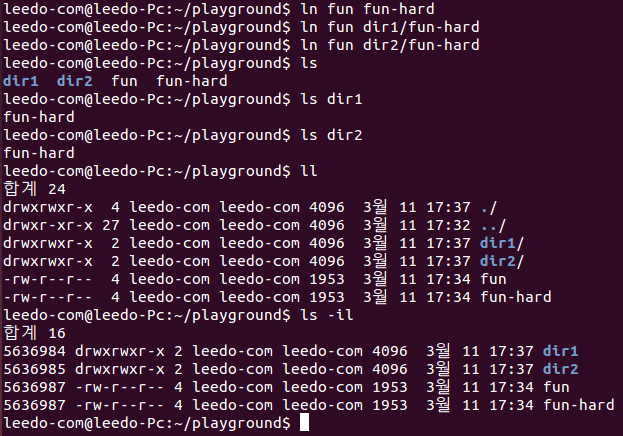 leedo-com@leedo-Pc:~/playground$ ln fun fun-hard
leedo-com@leedo-Pc:~/playground$ ln fun dir1/fun-hard
leedo-com@leedo-Pc:~/playground$ ln fun dir2/fun-hard
leedo-com@leedo-Pc:~/playground$ ls
dir1  dir2  fun  fun-hard
leedo-com@leedo-Pc:~/playground$ ls dir1
fun-hard
leedo-com@leedo-Pc:~/playground$ ls dir2
fun-hard
leedo-com@leedo-Pc:~/playground$ ll
합계 24
drwxrwxr-x  4 leedo-com leedo-com 4096  3월 11 17:37 ./
drwxr-xr-x 27 leedo-com leedo-com 4096  3월 11 17:32 ../
drwxrwxr-x  2 leedo-com leedo-com 4096  3월 11 17:37 dir1/
drwxrwxr-x  2 leedo-com leedo-com 4096  3월 11 17:37 dir2/
-rw-r--r--  4 leedo-com leedo-com 1953  3월 11 17:34 fun
-rw-r--r--  4 leedo-com leedo-com 1953  3월 11 17:34 fun-hard
leedo-com@leedo-Pc:~/playground$ ls -il
합계 16
5636984 drwxrwxr-x 2 leedo-com leedo-com 4096  3월 11 17:37 dir1
5636985 drwxrwxr-x 2 leedo-com leedo-com 4096  3월 11 17:37 dir2
5636987 -rw-r--r-- 4 leedo-com leedo-com 1953  3월 11 17:34 fun
5636987 -rw-r--r-- 4 leedo-com leedo-com 1953  3월 11 17:34 fun-hard
leedo-com@leedo-Pc:~/playground$